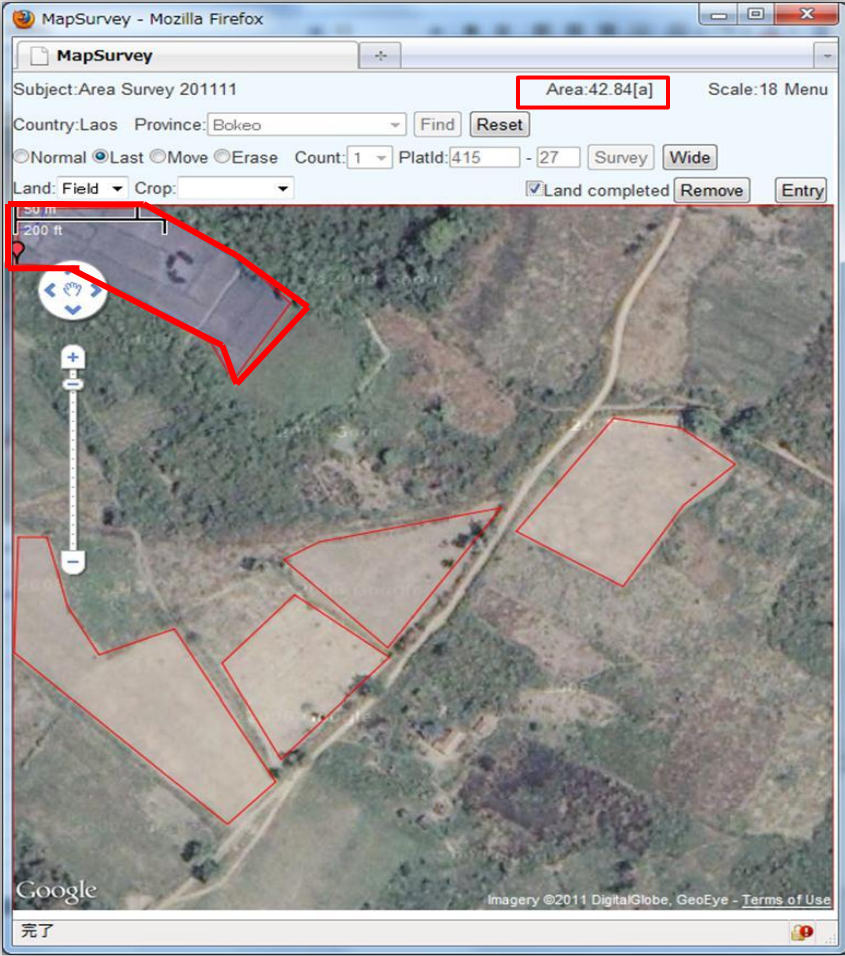 MapSurvey - Mozilla Firefox
MapSurvey
Subject:Area Survey 201111 Area:42.84[a] Scale:18 Menu
Country:Laos Province: Bokeo Find Reset
Normal Last Move Erase Count: 1 PlatId: 415 - 27 Survey Wide
Land: Field Crop: Land completed Remove Entry
50 m
200 ft
Google
Imagery ©2011 DigitalGlobe, GeoEye - Terms of Use
完了